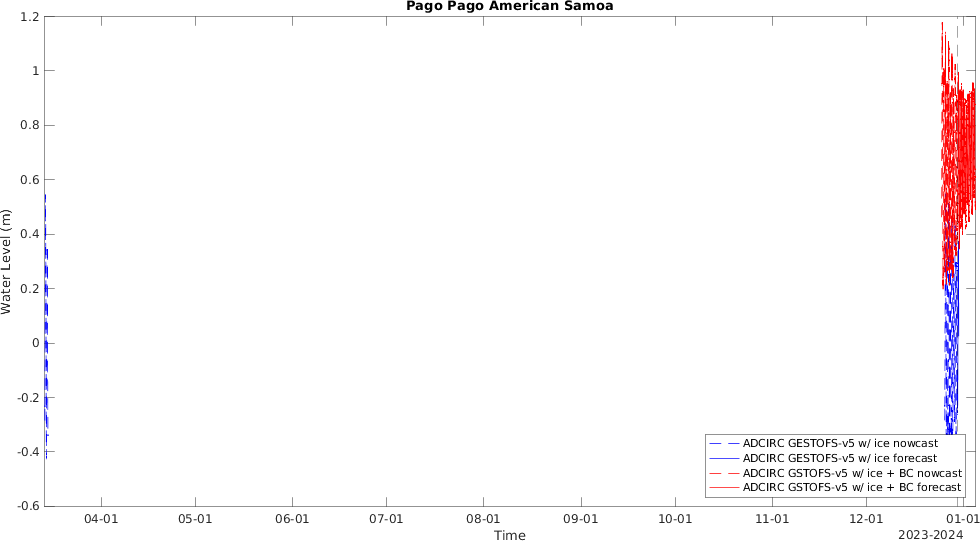 Pago Pago American Samoa
1.2
1
0.8
0.6
0.4
0.2
0
-0.2
-0.4
-0.6
Water Level (m)
ADCIRC GESTOFS-v5 w/ ice nowcast
ADCIRC GESTOFS-v5 w/ ice forecast
ADCIRC GSTOFS-v5 w/ ice + BC nowcast
ADCIRC GSTOFS-v5 w/ ice + BC forecast
04-01 05-01 06-01 07-01 08-01 09-01 10-01 11-01 12-01 01-01
Time
2023-2024